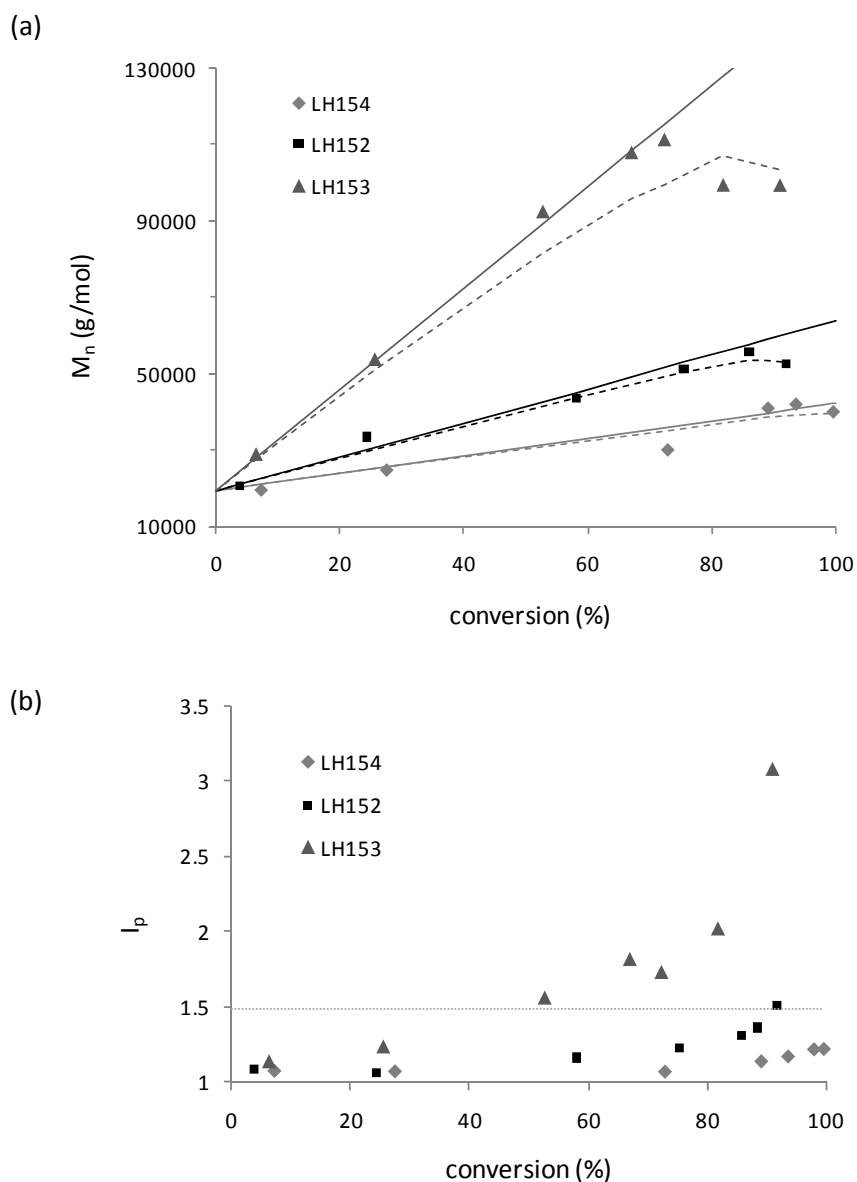 (a)
130000
90000
50000
10000
Mn (g/mol)
LH154
LH152
LH153
0 20 40 60 80 100
conversion (%)
(b)
3.5
3
2.5
2
1.5
1
Ip
LH154
LH152
LH153
0 20 40 60 80 100
conversion (%)